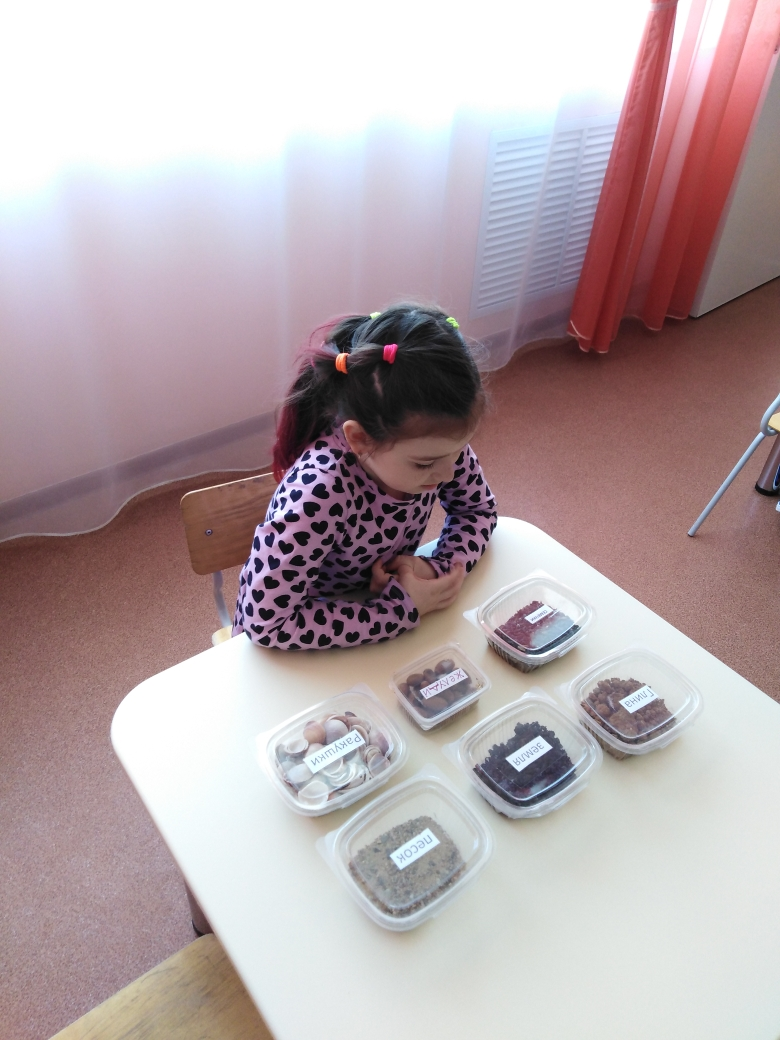 желуди
Глина
Ракушки
земля
песок